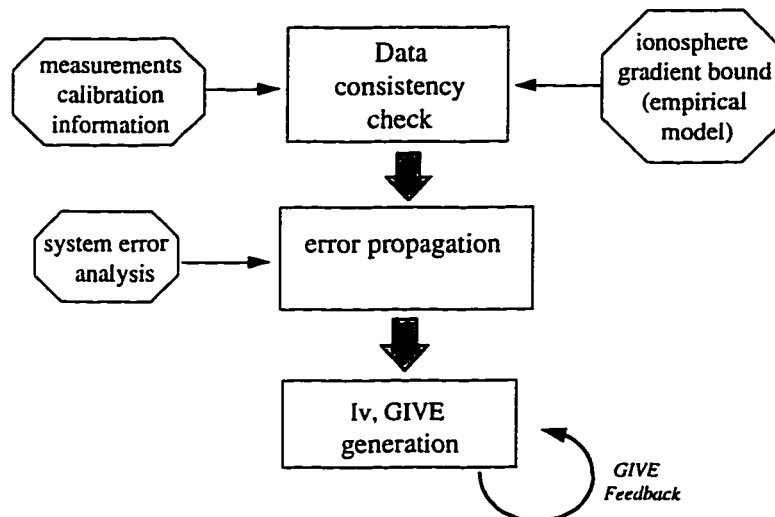 measurements
calibration
information
Data
consistency
check
ionosphere
gradient bound
(empirical
model)
system error
analysis
error propagation
Iv, GIVE
generation
GIVE
Feedback